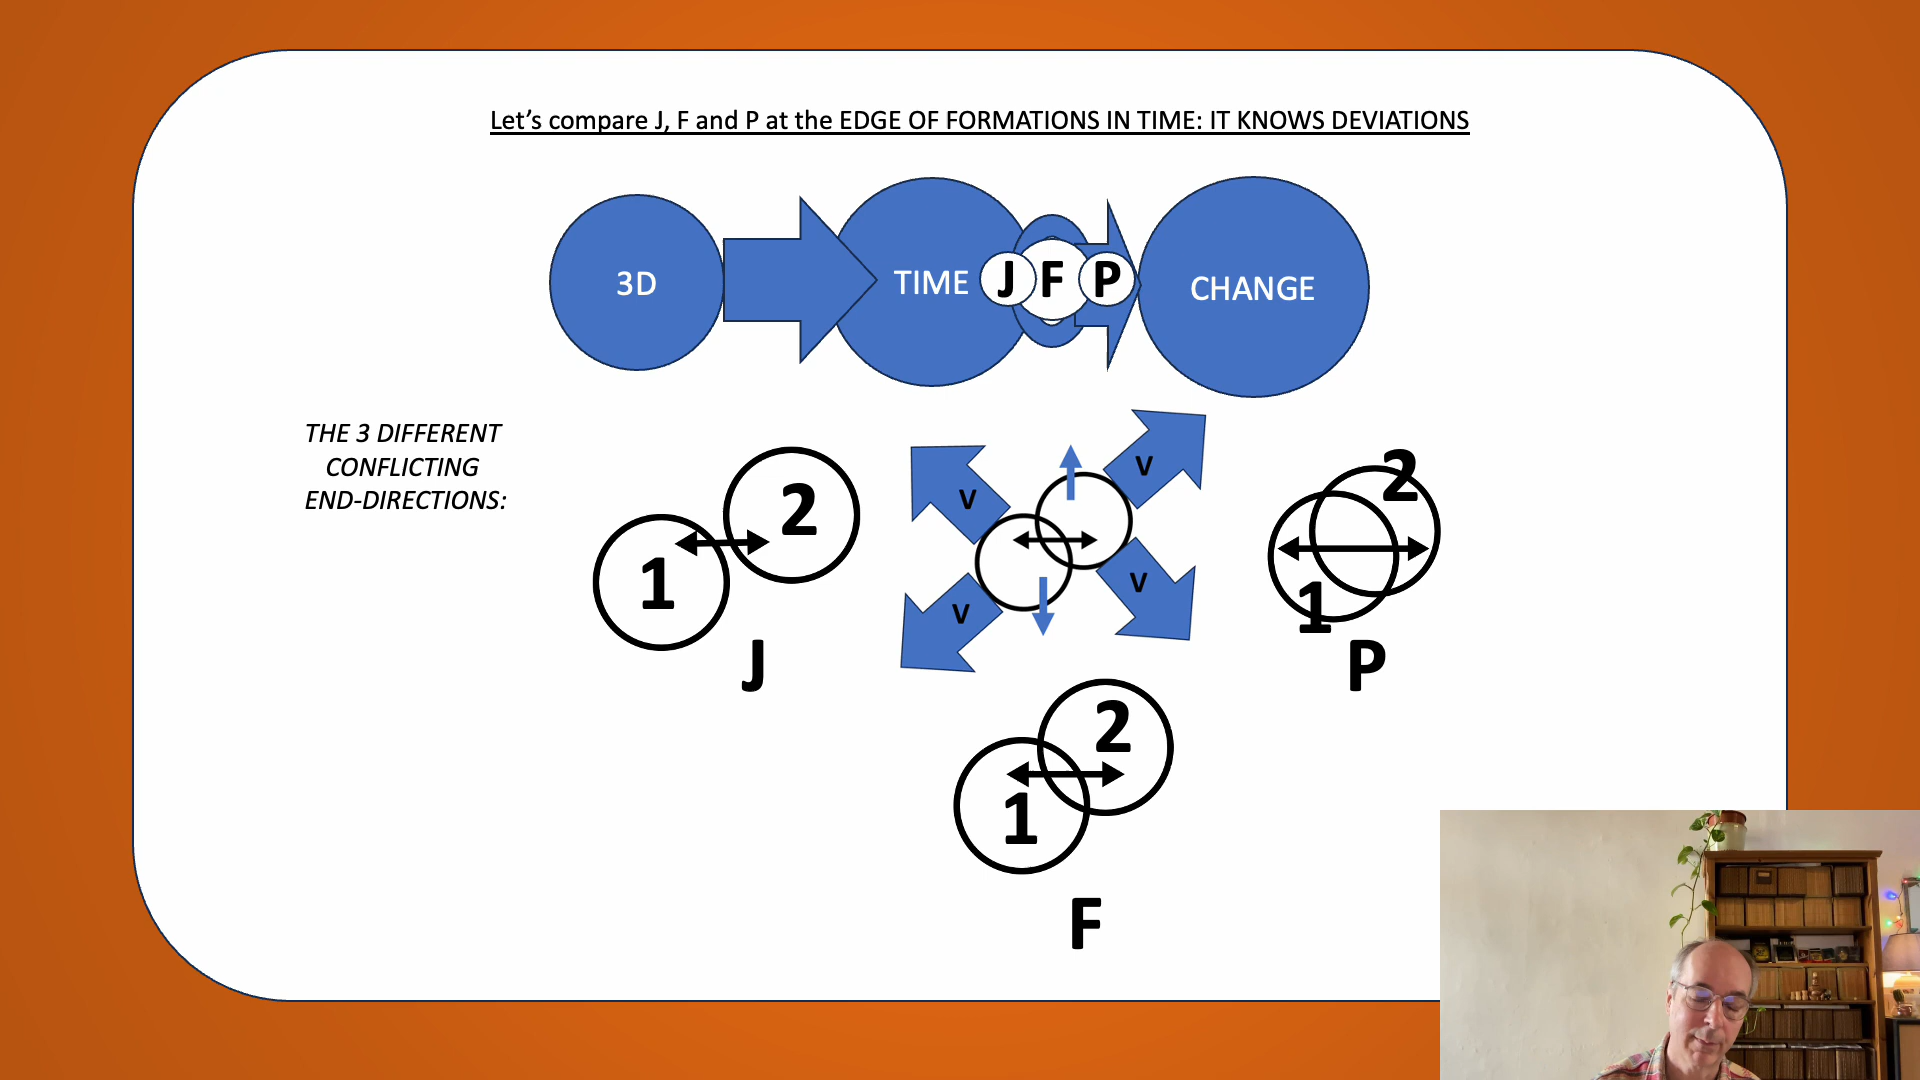 Let’s compare J, F and P at the EDGE OF FORMATIONS IN TIME: IT KNOWS DEVIATIONS
3D
TIME
J
F
P
CHANGE
THE 3 DIFFERENT
CONFLICTING
END-DIRECTIONS:
1
2
J
V
V
V
V
1
2
P
1
2
F